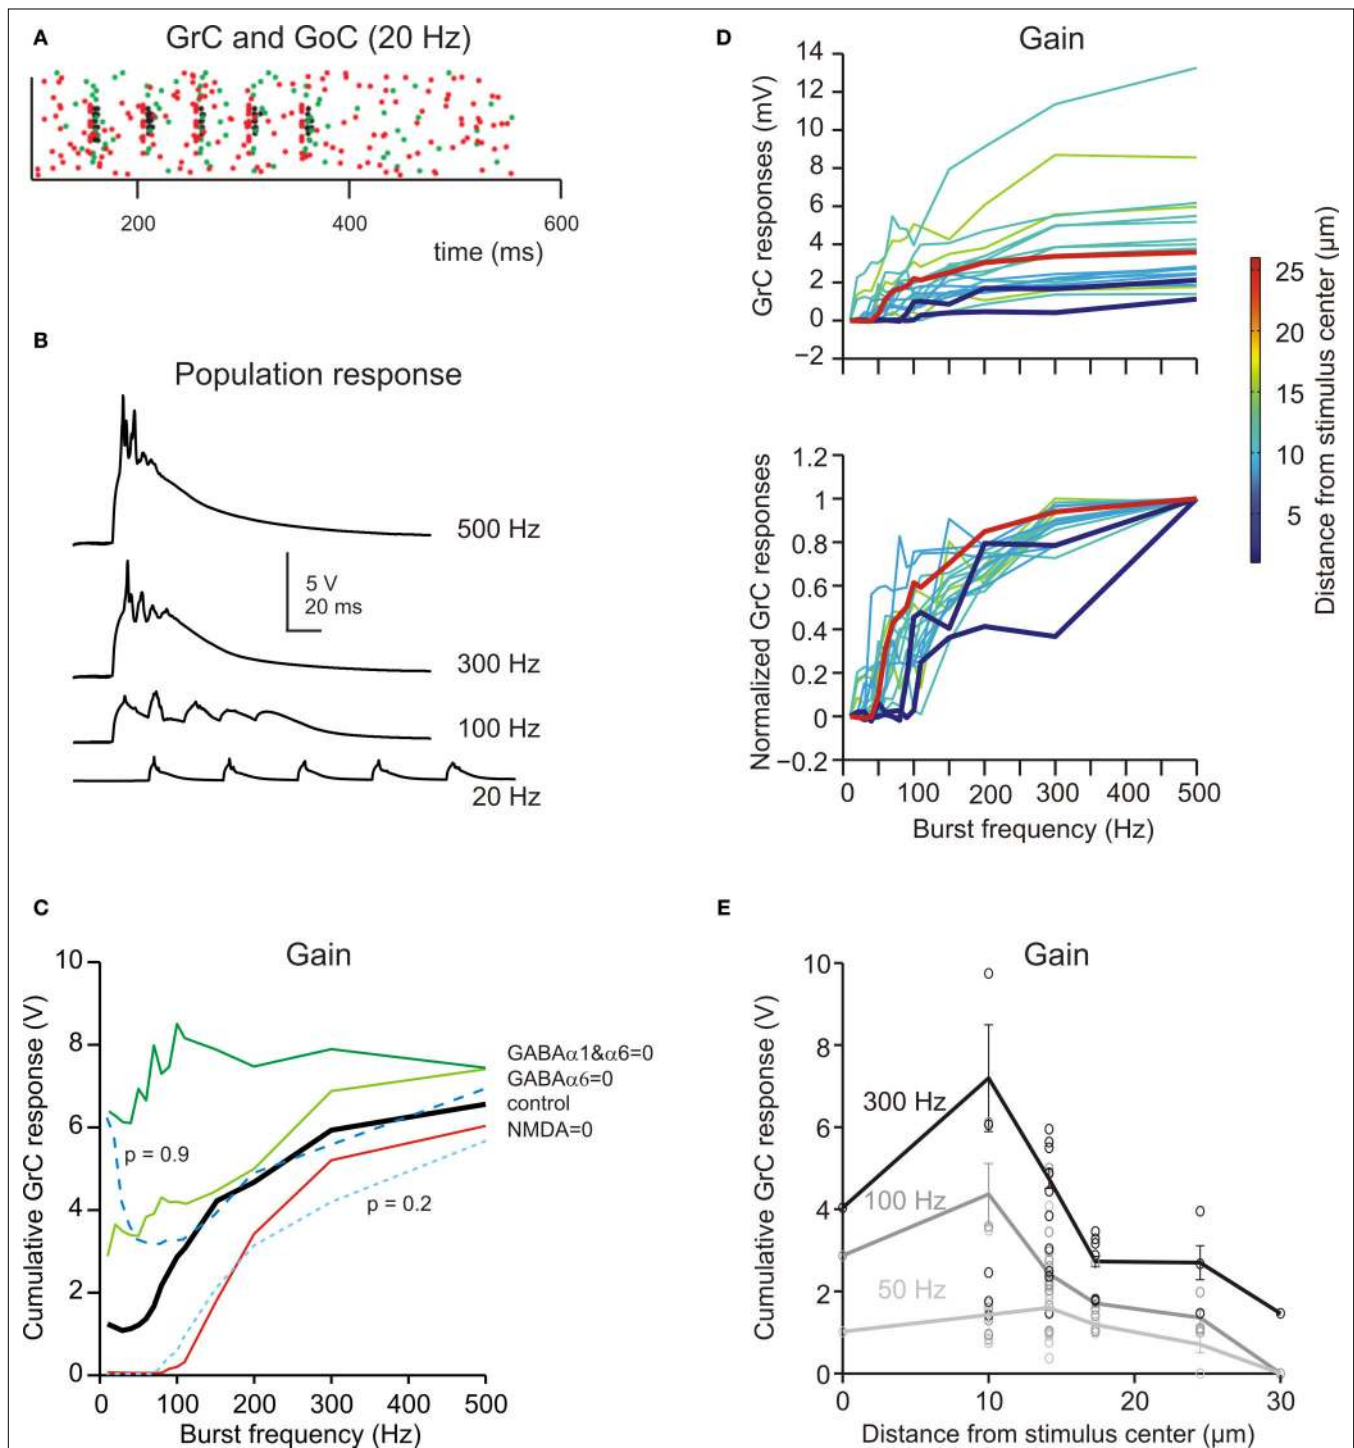 A
GrC and GoC (20 Hz)
200
400
600
time (ms)
B
Population response
500 Hz
5 V
20 ms
300 Hz
100 Hz
20 Hz
C
Gain
Cumulative GrC response (V)
10
8
6
4
2
0
p = 0.9
p = 0.2
GABAα1&α6=0
GABAα6=0
control
NMDA=0
0
100
200
300
400
500
Burst frequency (Hz)
D
Gain
GrC responses (mV)
14
12
10
8
6
4
2
0
−2
Normalized GrC responses
1.2
1
0.8
0.6
0.4
0.2
0
−0.2
0
100
200
300
400
500
Burst frequency (Hz)
25
20
15
10
5
Distance from stimulus center (μm)
E
Gain
Cumulative GrC response (V)
10
8
6
4
2
0
300 Hz
100 Hz
50 Hz
0
10
20
30
Distance from stimulus center (μm)